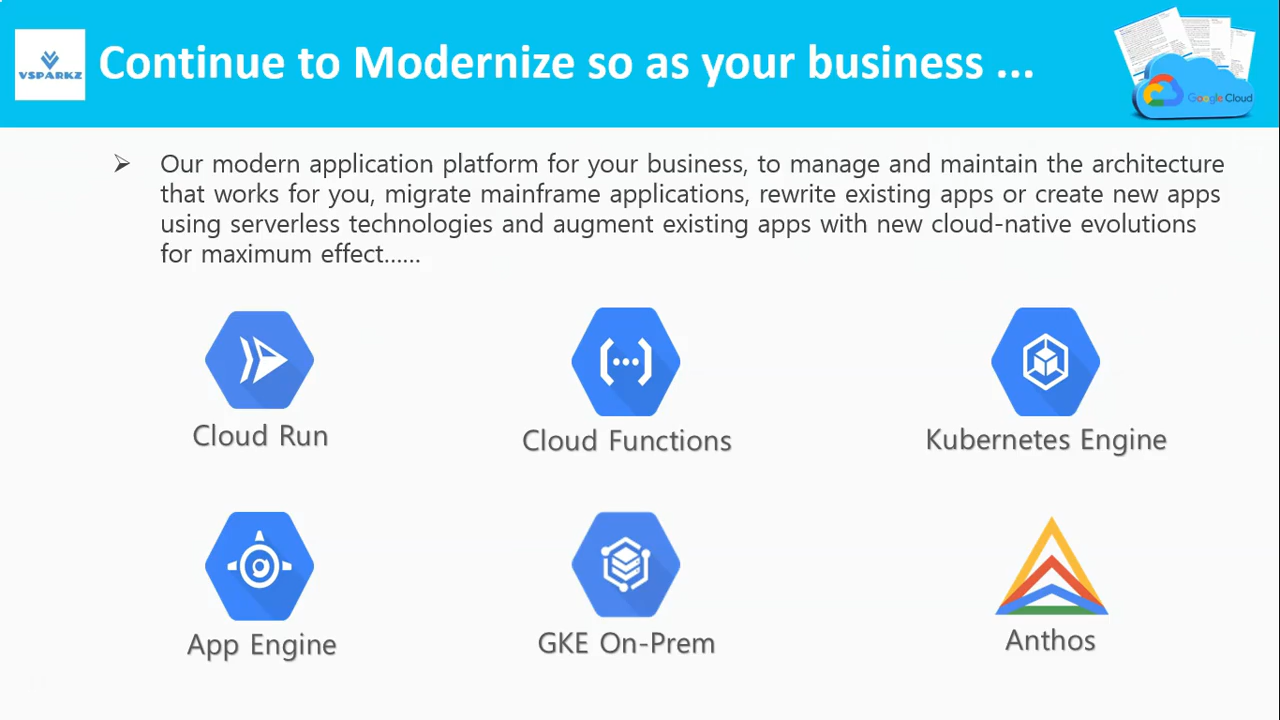 VSPARKZ
Continue to Modernize so as your business ...
Google Cloud
Our modern application platform for your business, to manage and maintain the architecture
that works for you, migrate mainframe applications, rewrite existing apps or create new apps
using serverless technologies and augment existing apps with new cloud-native evolutions
for maximum effect......
Cloud Run
Cloud Functions
Kubernetes Engine
App Engine
GKE On-Prem
Anthos